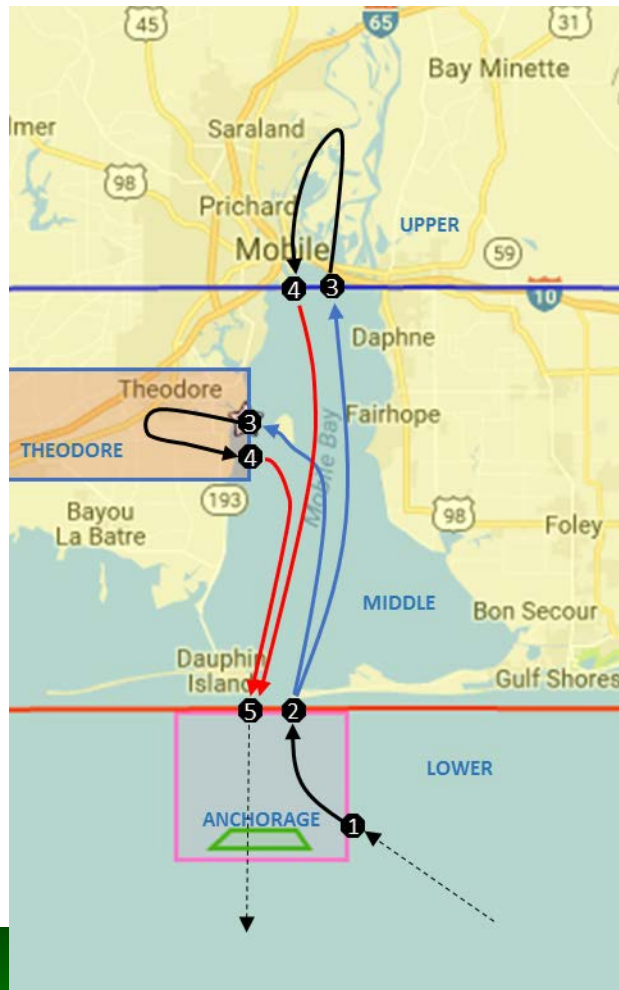 45
65
31
Bay Minette
lmer
Saraland
98
Prichard
UPPER
Mobile
59
4
3
10
Daphne
Theodore
3
Fairhope
THEODORE
4
Mobile Bay
193
98
Bayou
La Batre
Foley
MIDDLE
Bon Secour
Dauphin
Island
Gulf Shores
5
2
LOWER
ANCHORAGE
1